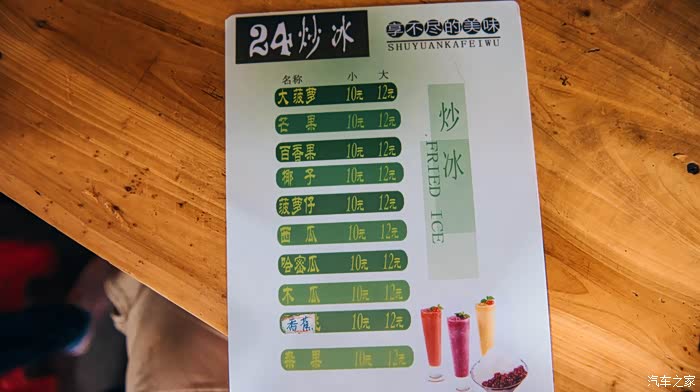 24炒冰
享不尽的美味
SHUYUANKAFEIWU
名称 小 大
大菠萝 10元 12元
芒果 10元 12元
百香果 10元 12元
椰子 10元 12元
菠萝仔 10元 12元
西瓜 10元 12元
哈密瓜 10元 12元
木瓜 10元 12元
香蕉 10元 12元
杂果 10元 12元
炒冰
FRIED ICE
汽车之家